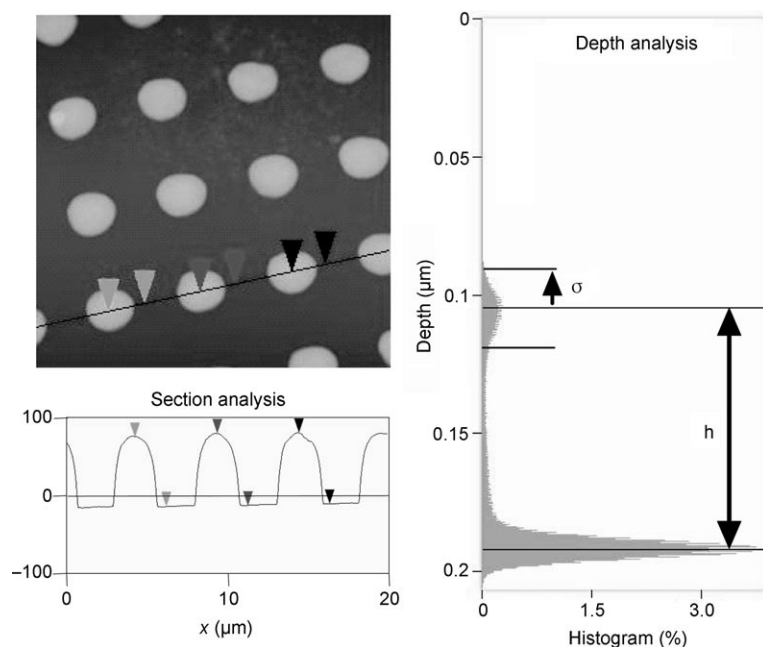 Section analysis
100
0
–100
0
10
20
x (μm)
Depth analysis
0
0.05
0.1
0.15
0.2
Depth (μm)
σ
h
0
1.5
3.0
Histogram (%)